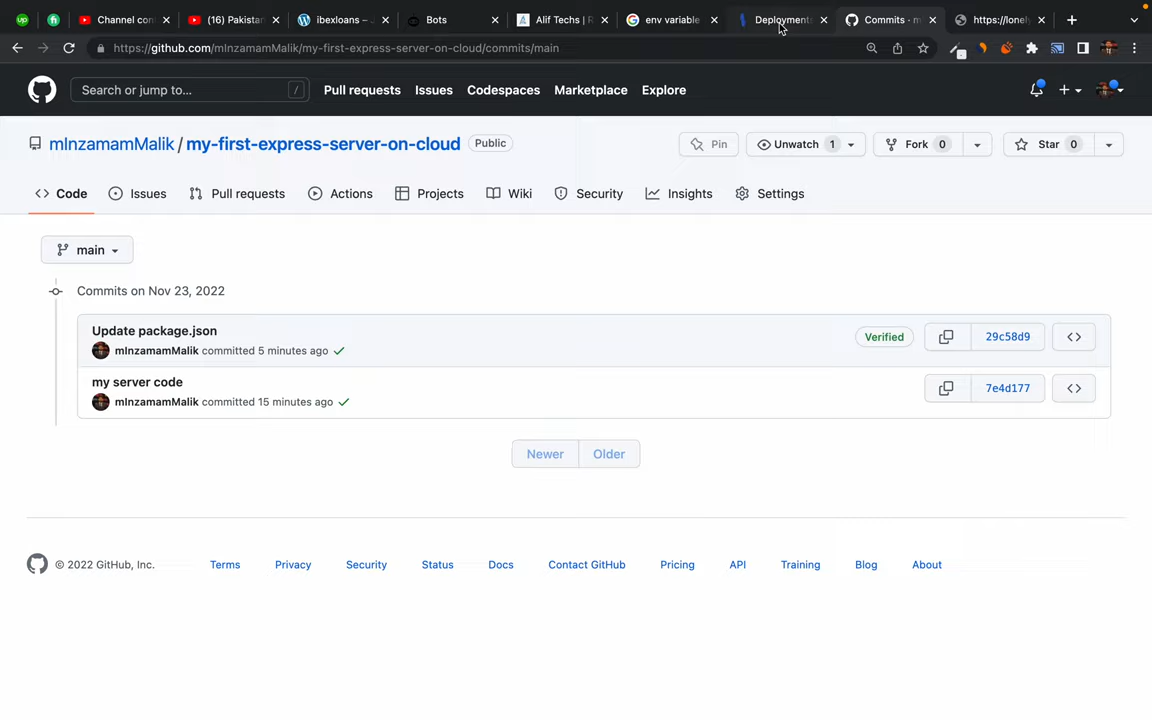 Channel con
(16) Pakistan
ibexloans –
Bots
Alif Techs | R
env variable
Deployment
Commits · m
https://lonely
https://github.com/mInzamamMalik/my-first-express-server-on-cloud/commits/main
Search or jump to... /
Pull requests
Issues
Codespaces
Marketplace
Explore
mInzamamMalik / my-first-express-server-on-cloud Public
Pin
Unwatch 1
Fork 0
Star 0
Code
Issues
Pull requests
Actions
Projects
Wiki
Security
Insights
Settings
main
Commits on Nov 23, 2022
Update package.json
mInzamamMalik committed 5 minutes ago
Verified
29c58d9
my server code
mInzamamMalik committed 15 minutes ago
7e4d177
Newer
Older
© 2022 GitHub, Inc.
Terms
Privacy
Security
Status
Docs
Contact GitHub
Pricing
API
Training
Blog
About